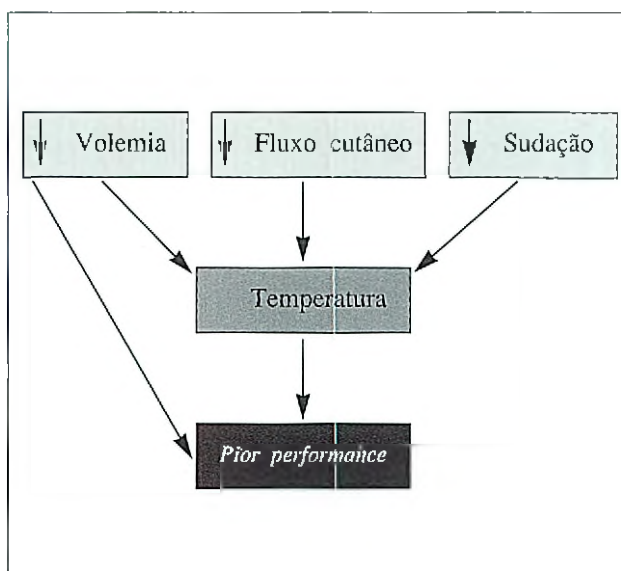 ↓ Volemia
↓ Fluxo cutâneo
↓ Sudação
Temperatura
Pior performance